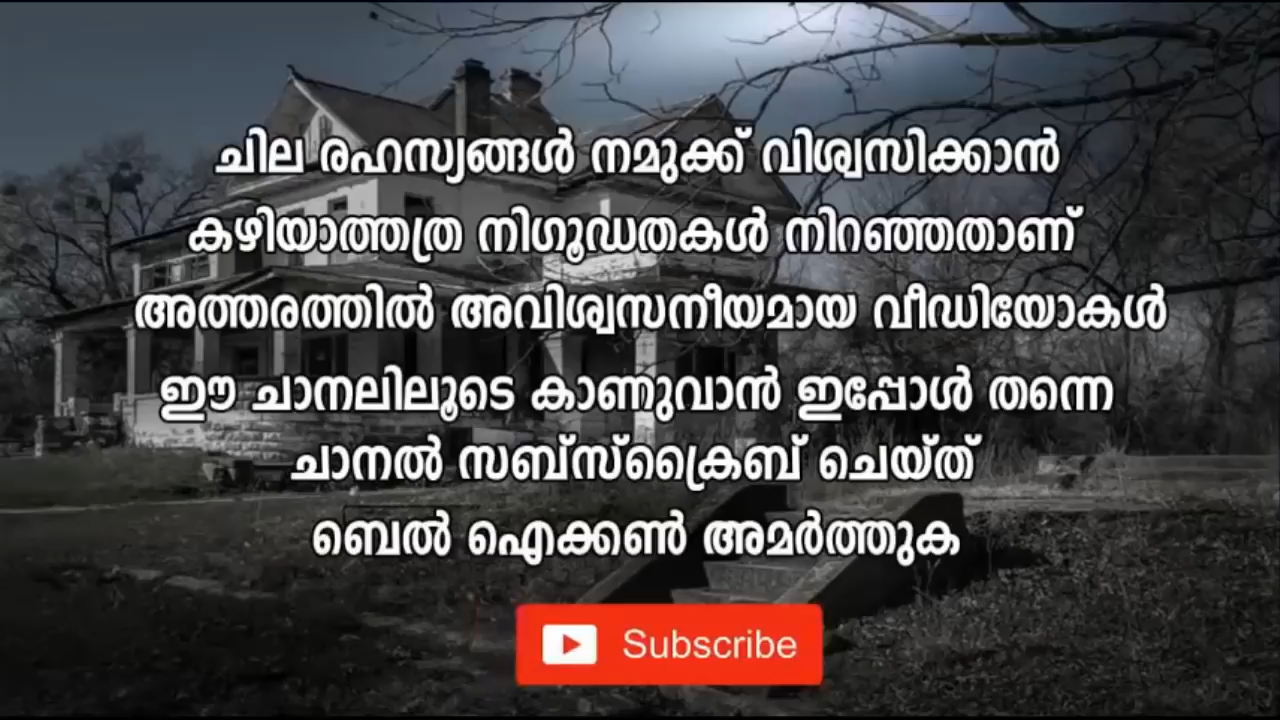 ചില രഹസ്യങ്ങൾ നമുക്ക് വിശ്വസിക്കാൻ
കഴിയാത്തത്ര നിഗൂഡതകൾ നിറഞ്ഞതാണ്
അത്തരത്തിൽ അവിശ്വസനീയമായ വീഡിയോകൾ
ഈ ചാനലിലൂടെ കാണുവാൻ ഇപ്പോൾ തന്നെ
ചാനൽ സബ്സ്ക്രൈബ് ചെയ്ത്
ബെൽ ഐക്കൺ അമർത്തുക
Subscribe